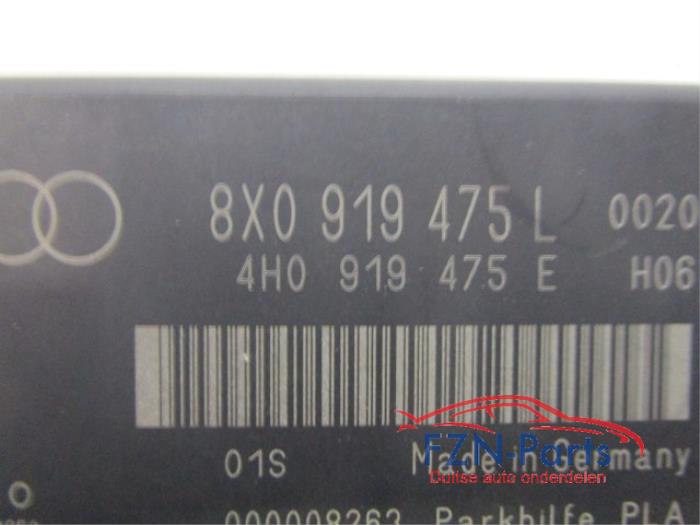 8X0 919 475 L 0020
4H0 919 475 E H06
01S Made in Germany
FZN-Parts
Duitse auto onderdelen
000008263 Parkhilfe PLA